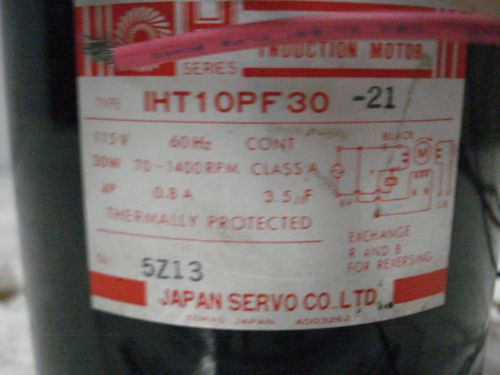 INDUCTION MOTOR
SERIES
TYPE IHT10PF30 -21
115V 60Hz CONT
30W 70-1400RPM CLASS A
4P 0.8A 3.5μF
THERMALLY PROTECTED
BLACK
M
R B
EXCHANGE
R AND B
FOR REVERSING
5Z13
JAPAN SERVO CO. LTD.
TOKYO JAPAN